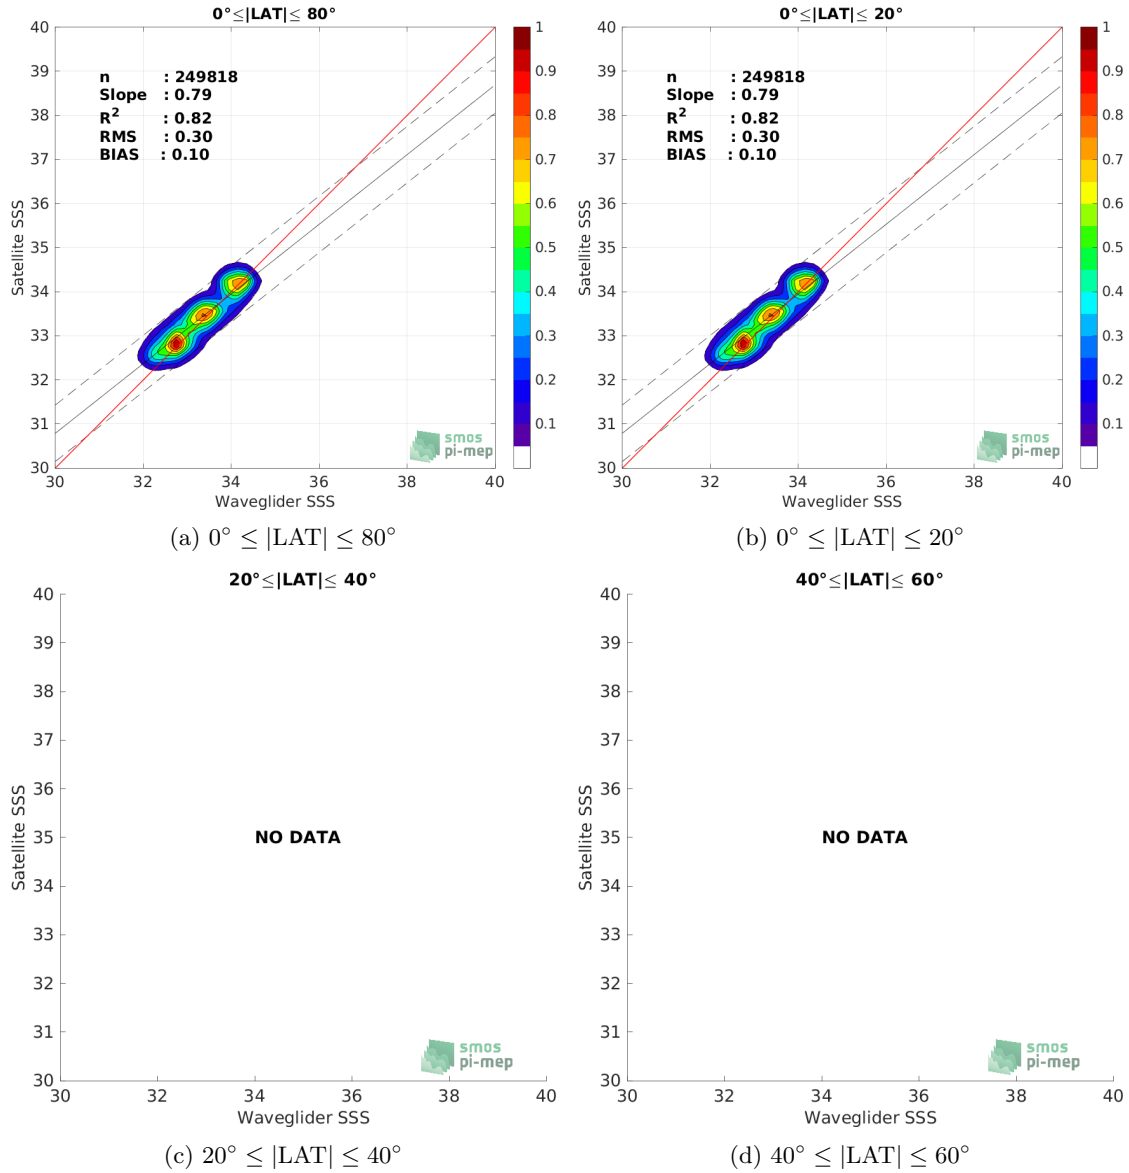 0°≤|LAT|≤ 80°
40
39
38
37
36
35
34
33
32
31
30
Satellite SSS
n : 249818
Slope : 0.79
R² : 0.82
RMS : 0.30
BIAS : 0.10
smos
pi-mep
30 32 34 36 38 40
Waveglider SSS
1
0.9
0.8
0.7
0.6
0.5
0.4
0.3
0.2
0.1
(a) 0° ≤ |LAT| ≤ 80°
0°≤|LAT|≤ 20°
40
39
38
37
36
35
34
33
32
31
30
Satellite SSS
n : 249818
Slope : 0.79
R² : 0.82
RMS : 0.30
BIAS : 0.10
smos
pi-mep
30 32 34 36 38 40
Waveglider SSS
1
0.9
0.8
0.7
0.6
0.5
0.4
0.3
0.2
0.1
(b) 0° ≤ |LAT| ≤ 20°
20°≤|LAT|≤ 40°
40
39
38
37
36
35
34
33
32
31
30
Satellite SSS
NO DATA
smos
pi-mep
30 32 34 36 38 40
Waveglider SSS
(c) 20° ≤ |LAT| ≤ 40°
40°≤|LAT|≤ 60°
40
39
38
37
36
35
34
33
32
31
30
Satellite SSS
NO DATA
smos
pi-mep
30 32 34 36 38 40
Waveglider SSS
(d) 40° ≤ |LAT| ≤ 60°